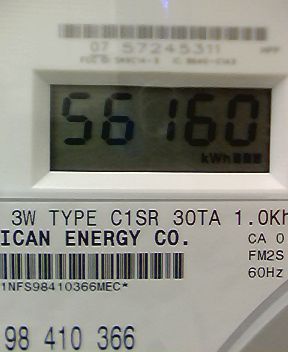 07 57245311
56160
kWh
3W TYPE C1SR 30TA 1.0Kh
ICAN ENERGY CO.
CA 0
FM2S
60Hz
1NFS98410366MEC*
98 410 366